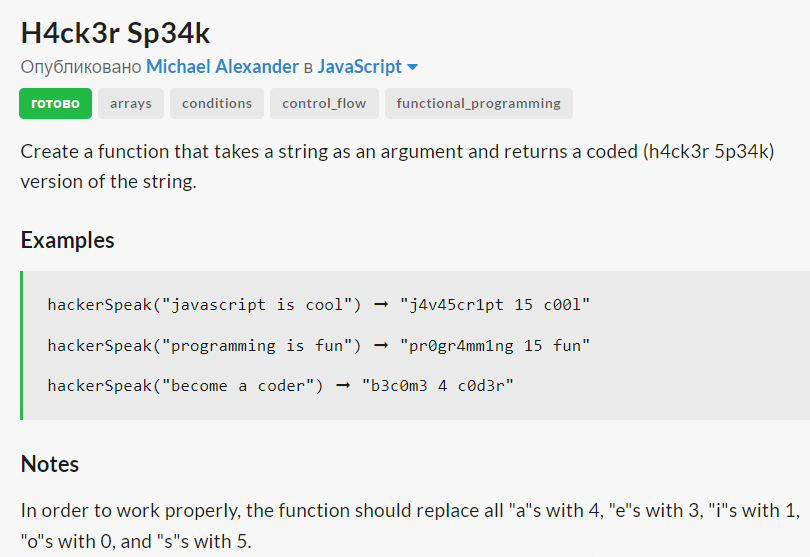 H4ck3r Sp34k
Опубликовано Michael Alexander в JavaScript
готово arrays conditions control_flow functional_programming
Create a function that takes a string as an argument and returns a coded (h4ck3r 5p34k)
version of the string.
Examples
hackerSpeak("javascript is cool") ➞ "j4v45cr1pt 15 c00l"
hackerSpeak("programming is fun") ➞ "pr0gr4mm1ng 15 fun"
hackerSpeak("become a coder") ➞ "b3c0m3 4 c0d3r"
Notes
In order to work properly, the function should replace all "a"s with 4, "e"s with 3, "i"s with 1,
"o"s with 0, and "s"s with 5.